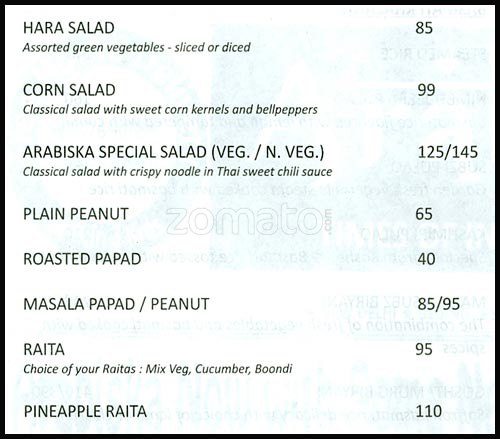 HARA SALAD 85
Assorted green vegetables - sliced or diced
CORN SALAD 99
Classical salad with sweet corn kernels and bellpeppers
ARABISKA SPECIAL SALAD (VEG. / N. VEG.) 125/145
Classical salad with crispy noodle in Thai sweet chili sauce
PLAIN PEANUT 65
zomato.com
ROASTED PAPAD 40
MASALA PAPAD / PEANUT 85/95
RAITA 95
Choice of your Raitas : Mix Veg, Cucumber, Boondi
PINEAPPLE RAITA 110